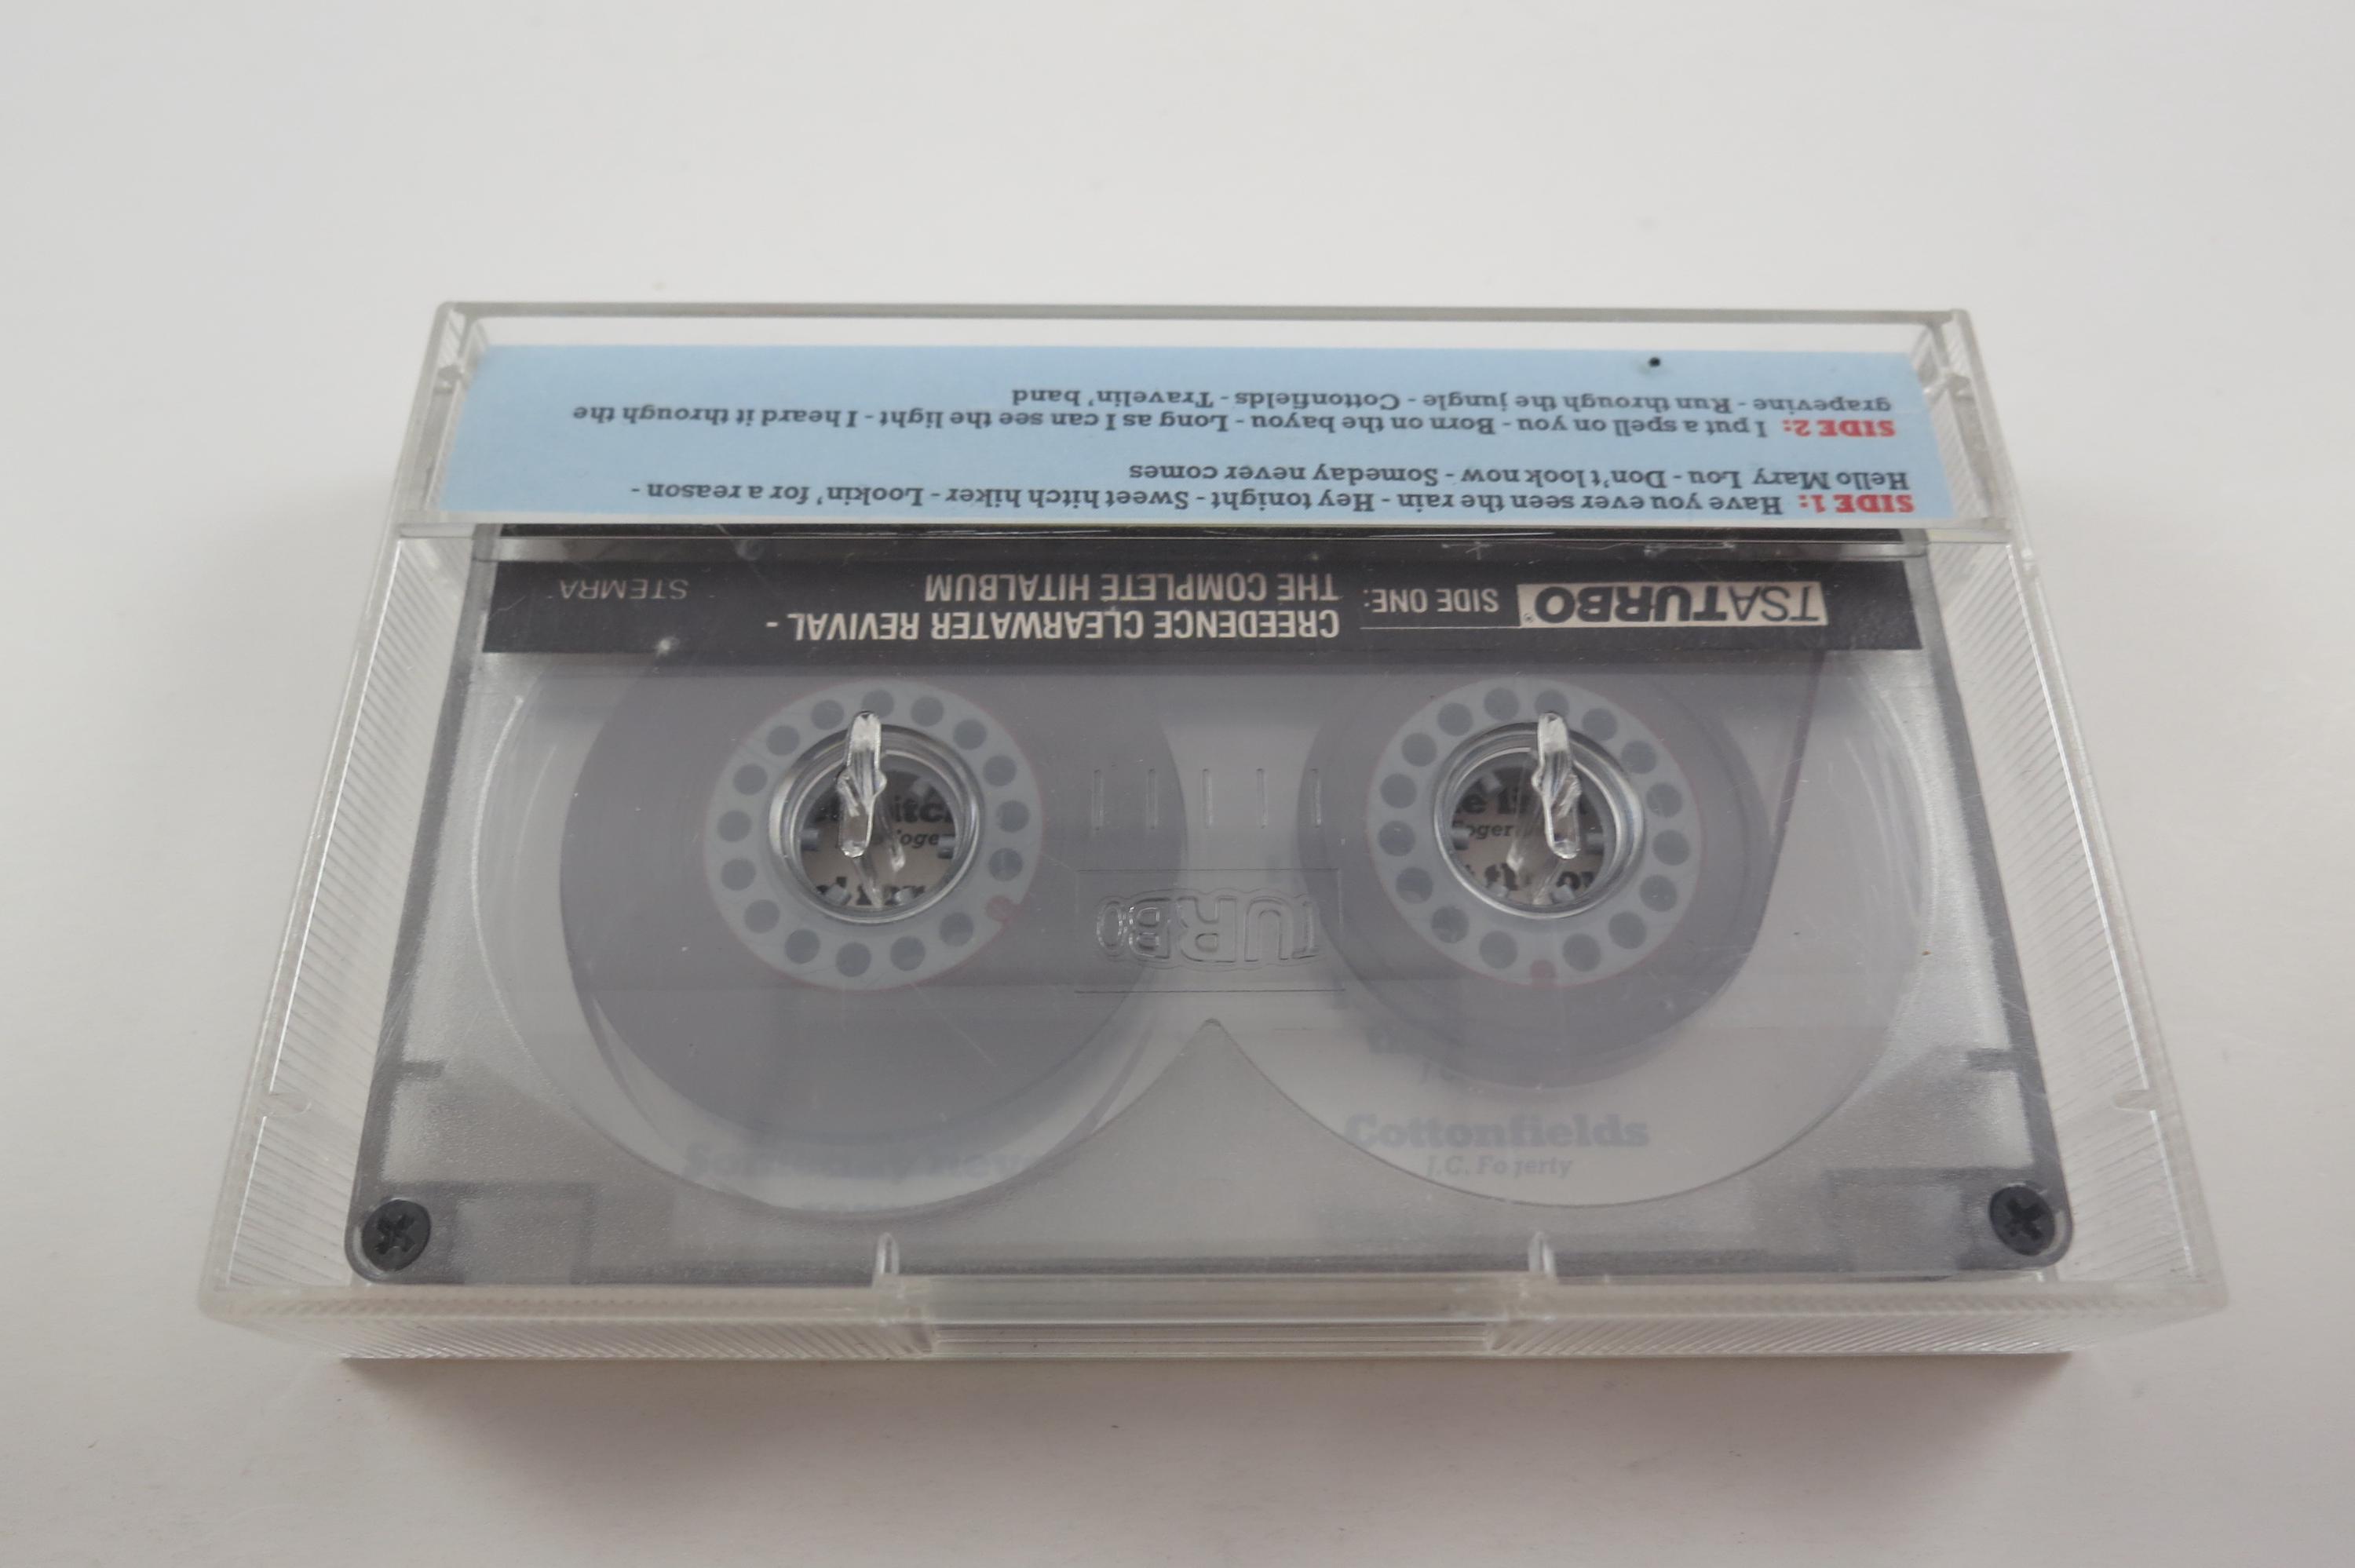 SIDE 1: Have you ever seen the rain - Hey tonight - Sweet hitch hiker - Lookin' for a reason -
Hello Mary Lou - Don't look now - Someday never comes
SIDE 2: I put a spell on you - Born on the bayou - Long as I can see the light - I heard it through the
grapevine - Run through the jungle - Cottonfields - Travelin' band
TSATURBO® SIDE ONE:
CREEDENCE CLEARWATER REVIVAL -
THE COMPLETE HITALBUM
STEMRA
TURBO
Cottonfields
J.C. Fogerty